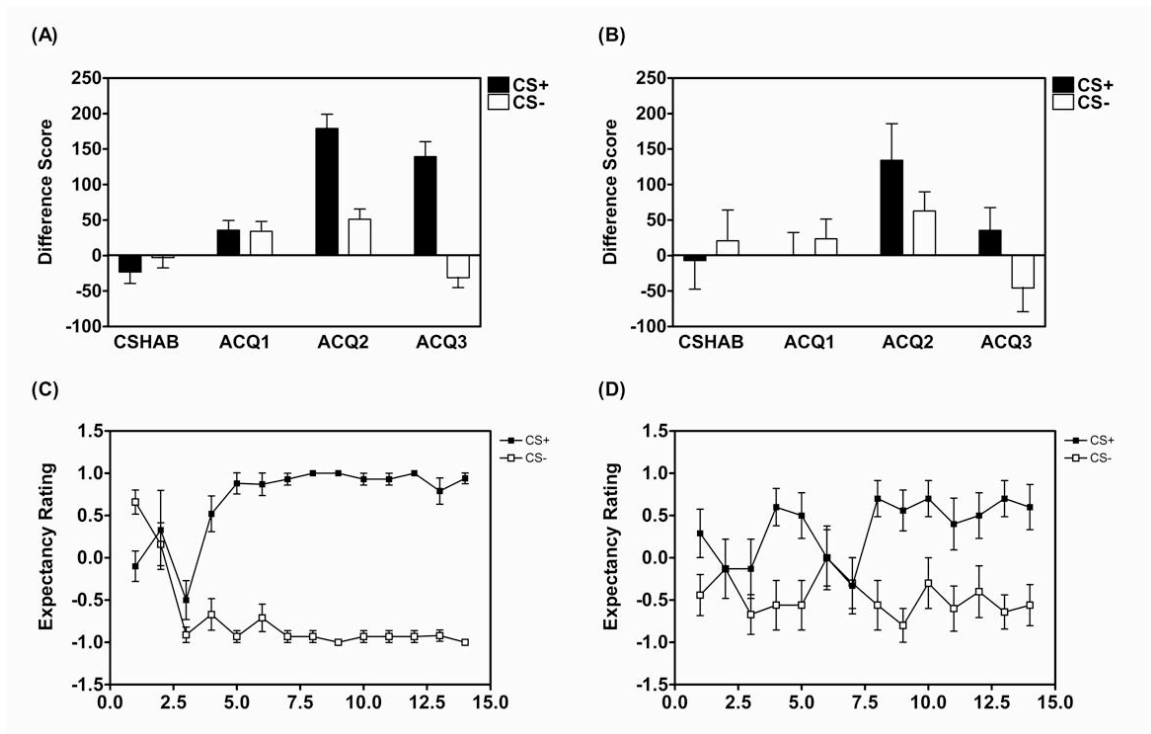 (A)
(B)
250
200
150
100
50
0
-50
-100
Difference Score
CS+
CS-
CSHAB ACQ1 ACQ2 ACQ3
250
200
150
100
50
0
-50
-100
Difference Score
CS+
CS-
CSHAB ACQ1 ACQ2 ACQ3
(C)
(D)
1.5
1.0
0.5
0.0
-0.5
-1.0
-1.5
Expectancy Rating
CS+
CS-
0.0 2.5 5.0 7.5 10.0 12.5 15.0
1.5
1.0
0.5
0.0
-0.5
-1.0
-1.5
Expectancy Rating
CS+
CS-
0.0 2.5 5.0 7.5 10.0 12.5 15.0